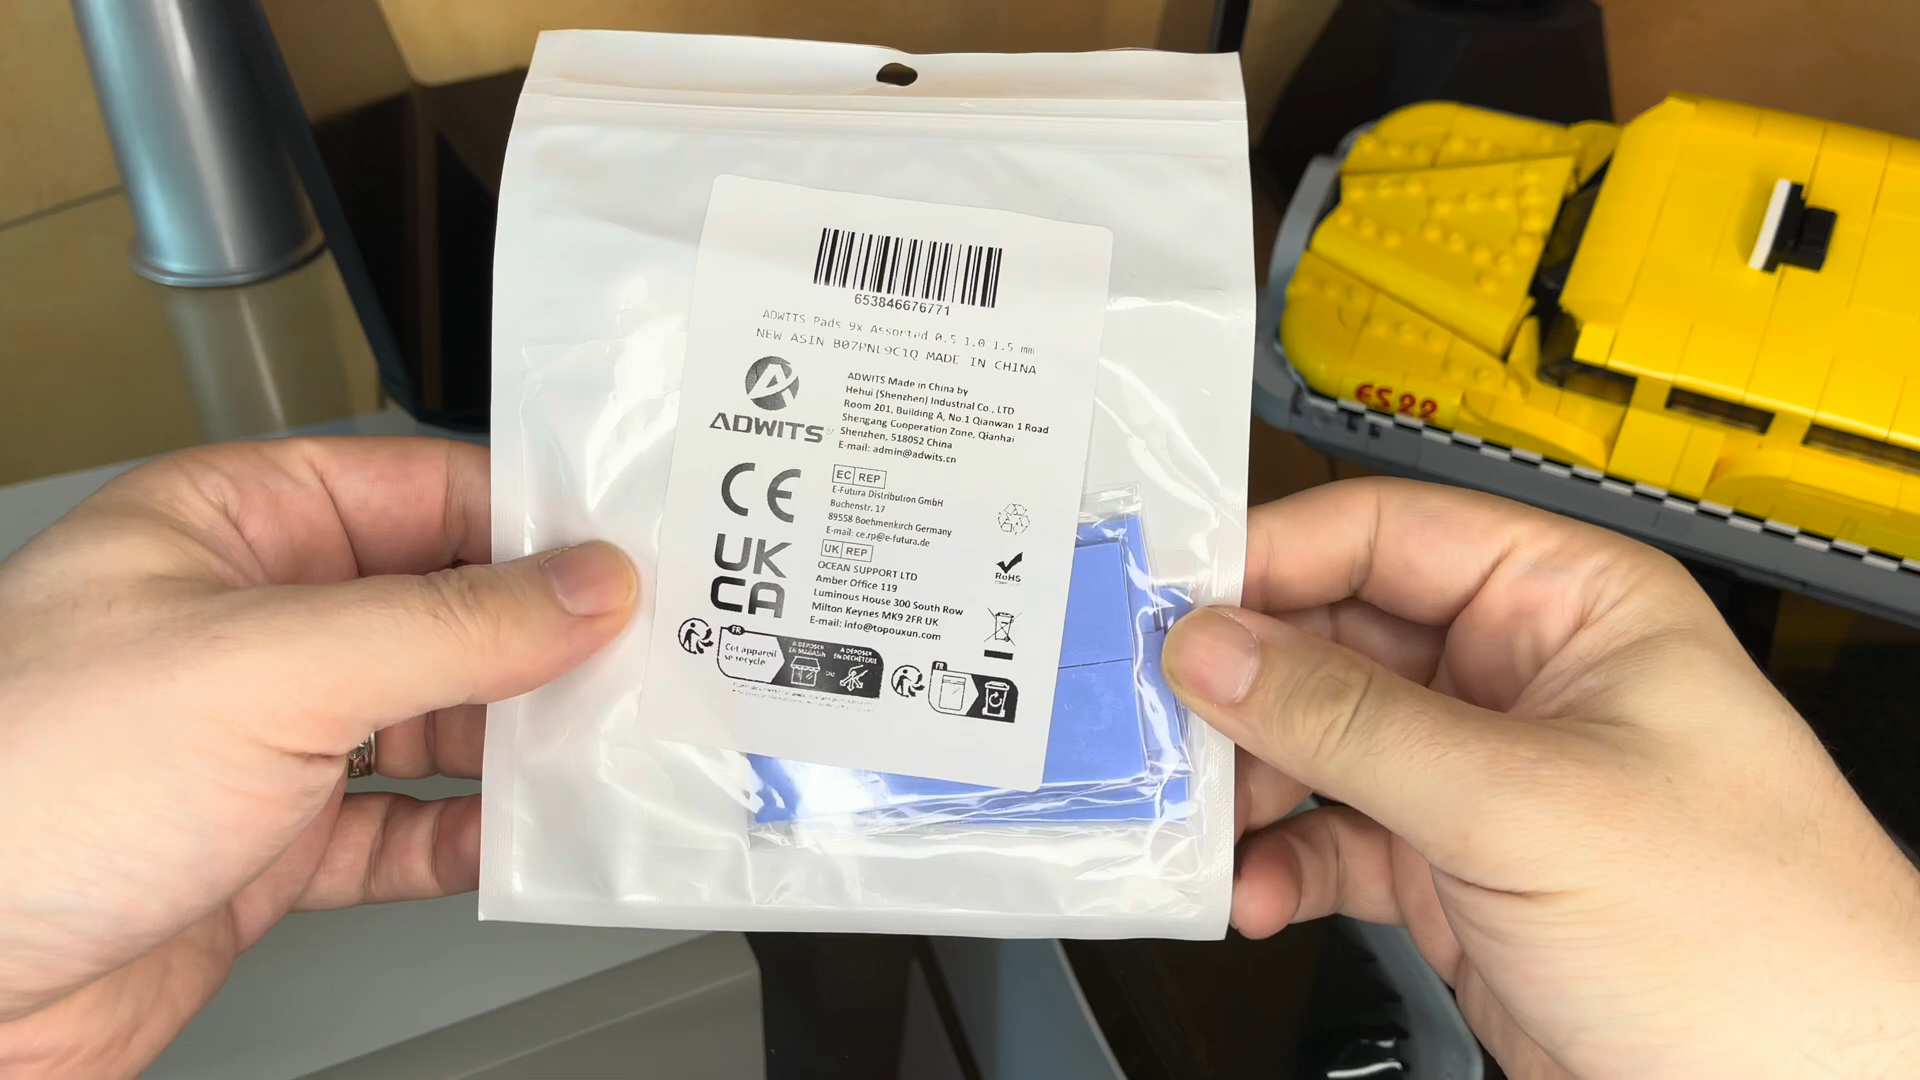 653846676771
ADWITS Pads 9x Assorted 0.5 1.0 1.5 mm
NEW ASIN B07PNL9C1Q MADE IN CHINA
ADWITS®
ADWITS Made in China by
Hehui (Shenzhen) Industrial Co., LTD
Room 201, Building A, No.1 Qianwan 1 Road
Shengang Cooperation Zone, Qianhai
Shenzhen, 518052 China
E-mail: admin@adwits.cn
CE
EC REP
E-Futura Distribution GmbH
Buchenstr. 17
89558 Boehmenkirch Germany
E-mail: ce.rp@e-futura.de
UK
CA
UK REP
OCEAN SUPPORT LTD
Amber Office 119
Luminous House 300 South Row
Milton Keynes MK9 2FR UK
E-mail: info@topouxun.com
RoHS
FR
Cet appareil
se recycle
À DÉPOSER
EN MAGASIN
À DÉPOSER
EN DÉCHÈTERIE
OU
FR
ES22